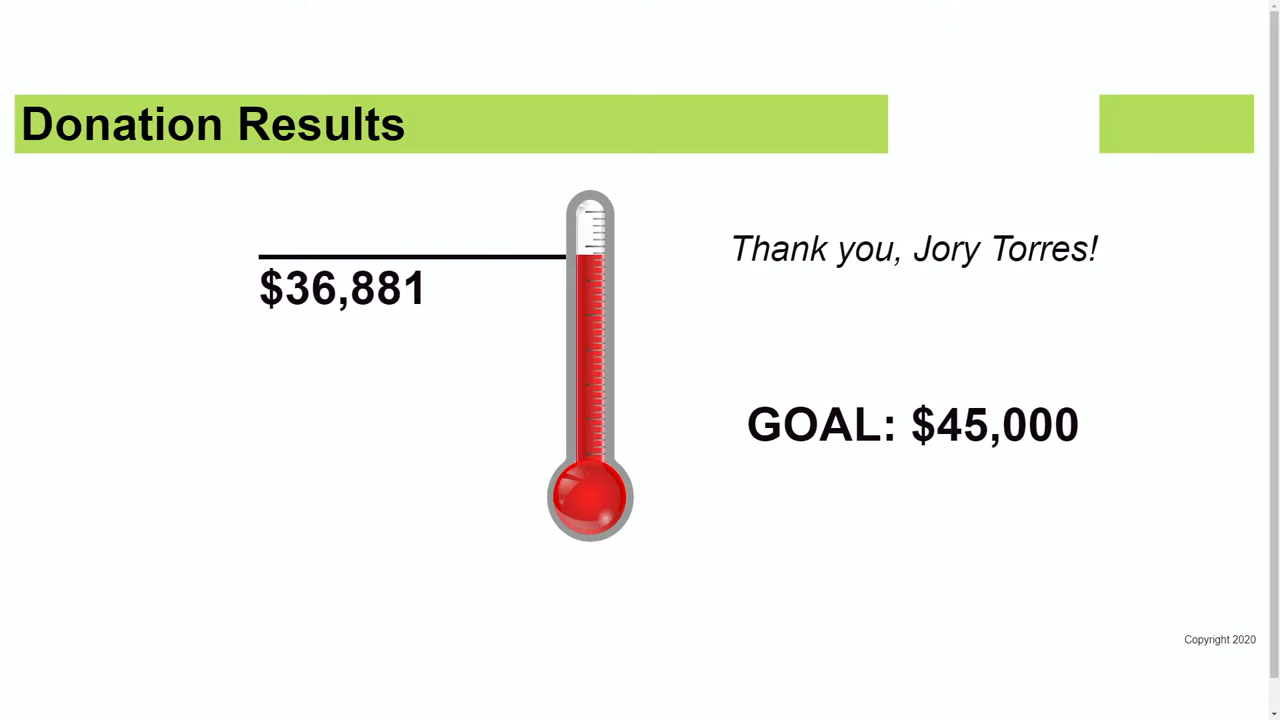 Donation Results
$36,881
Thank you, Jory Torres!
GOAL: $45,000
Copyright 2020